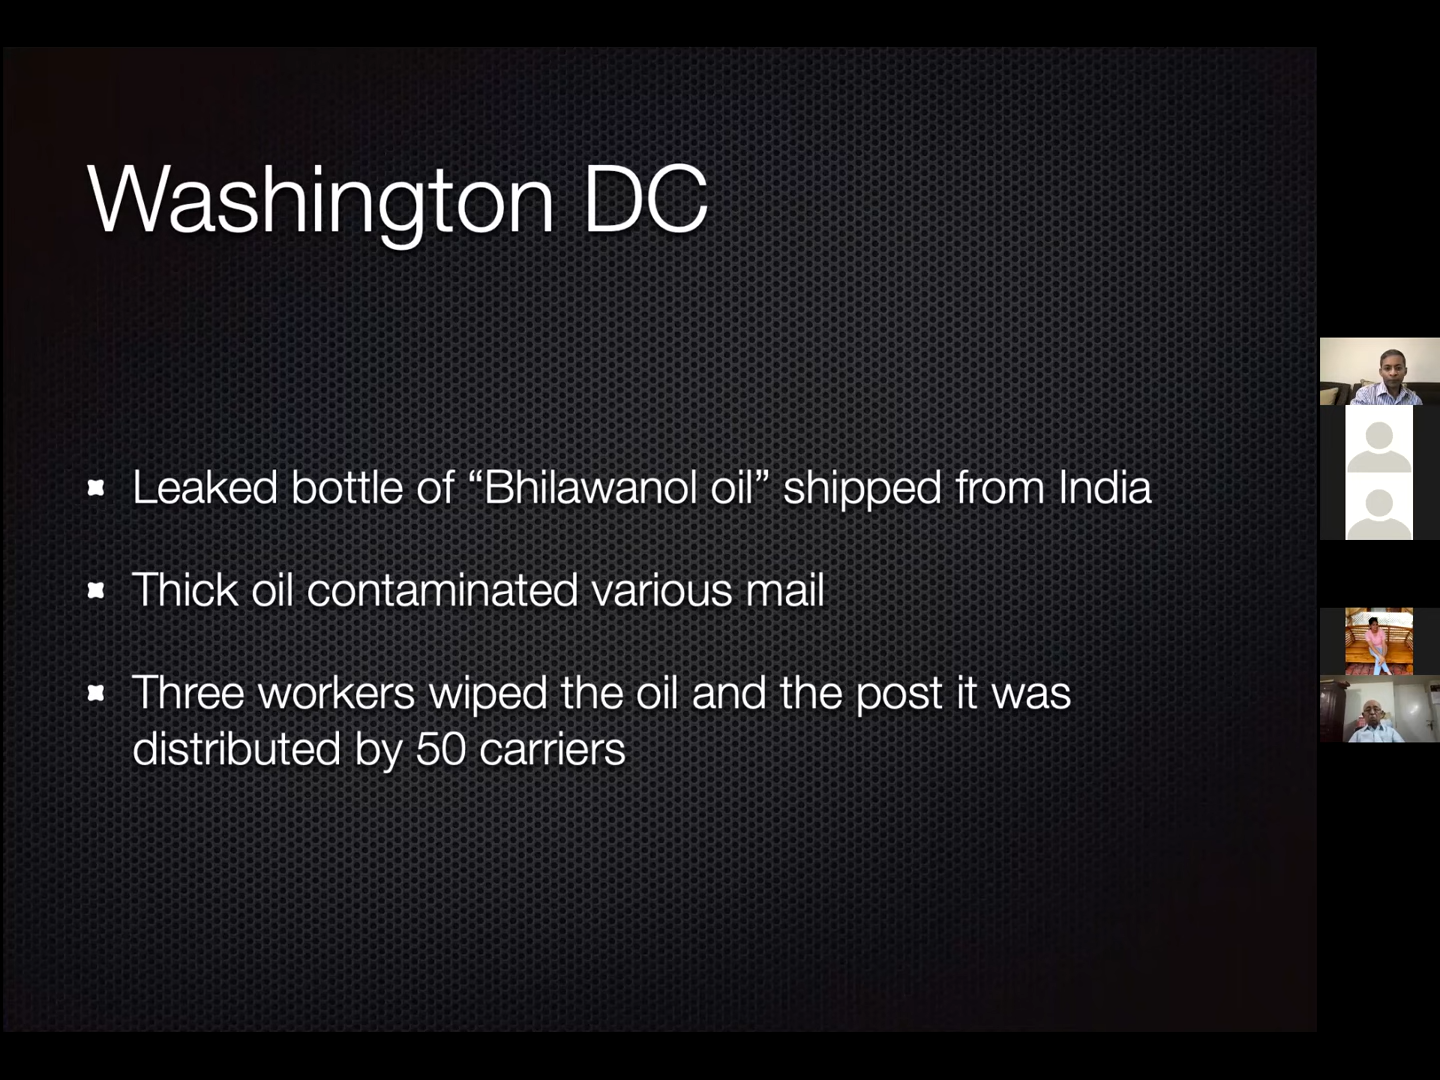 Washington DC
Leaked bottle of “Bhilawanol oil” shipped from India
Thick oil contaminated various mail
Three workers wiped the oil and the post it was
distributed by 50 carriers